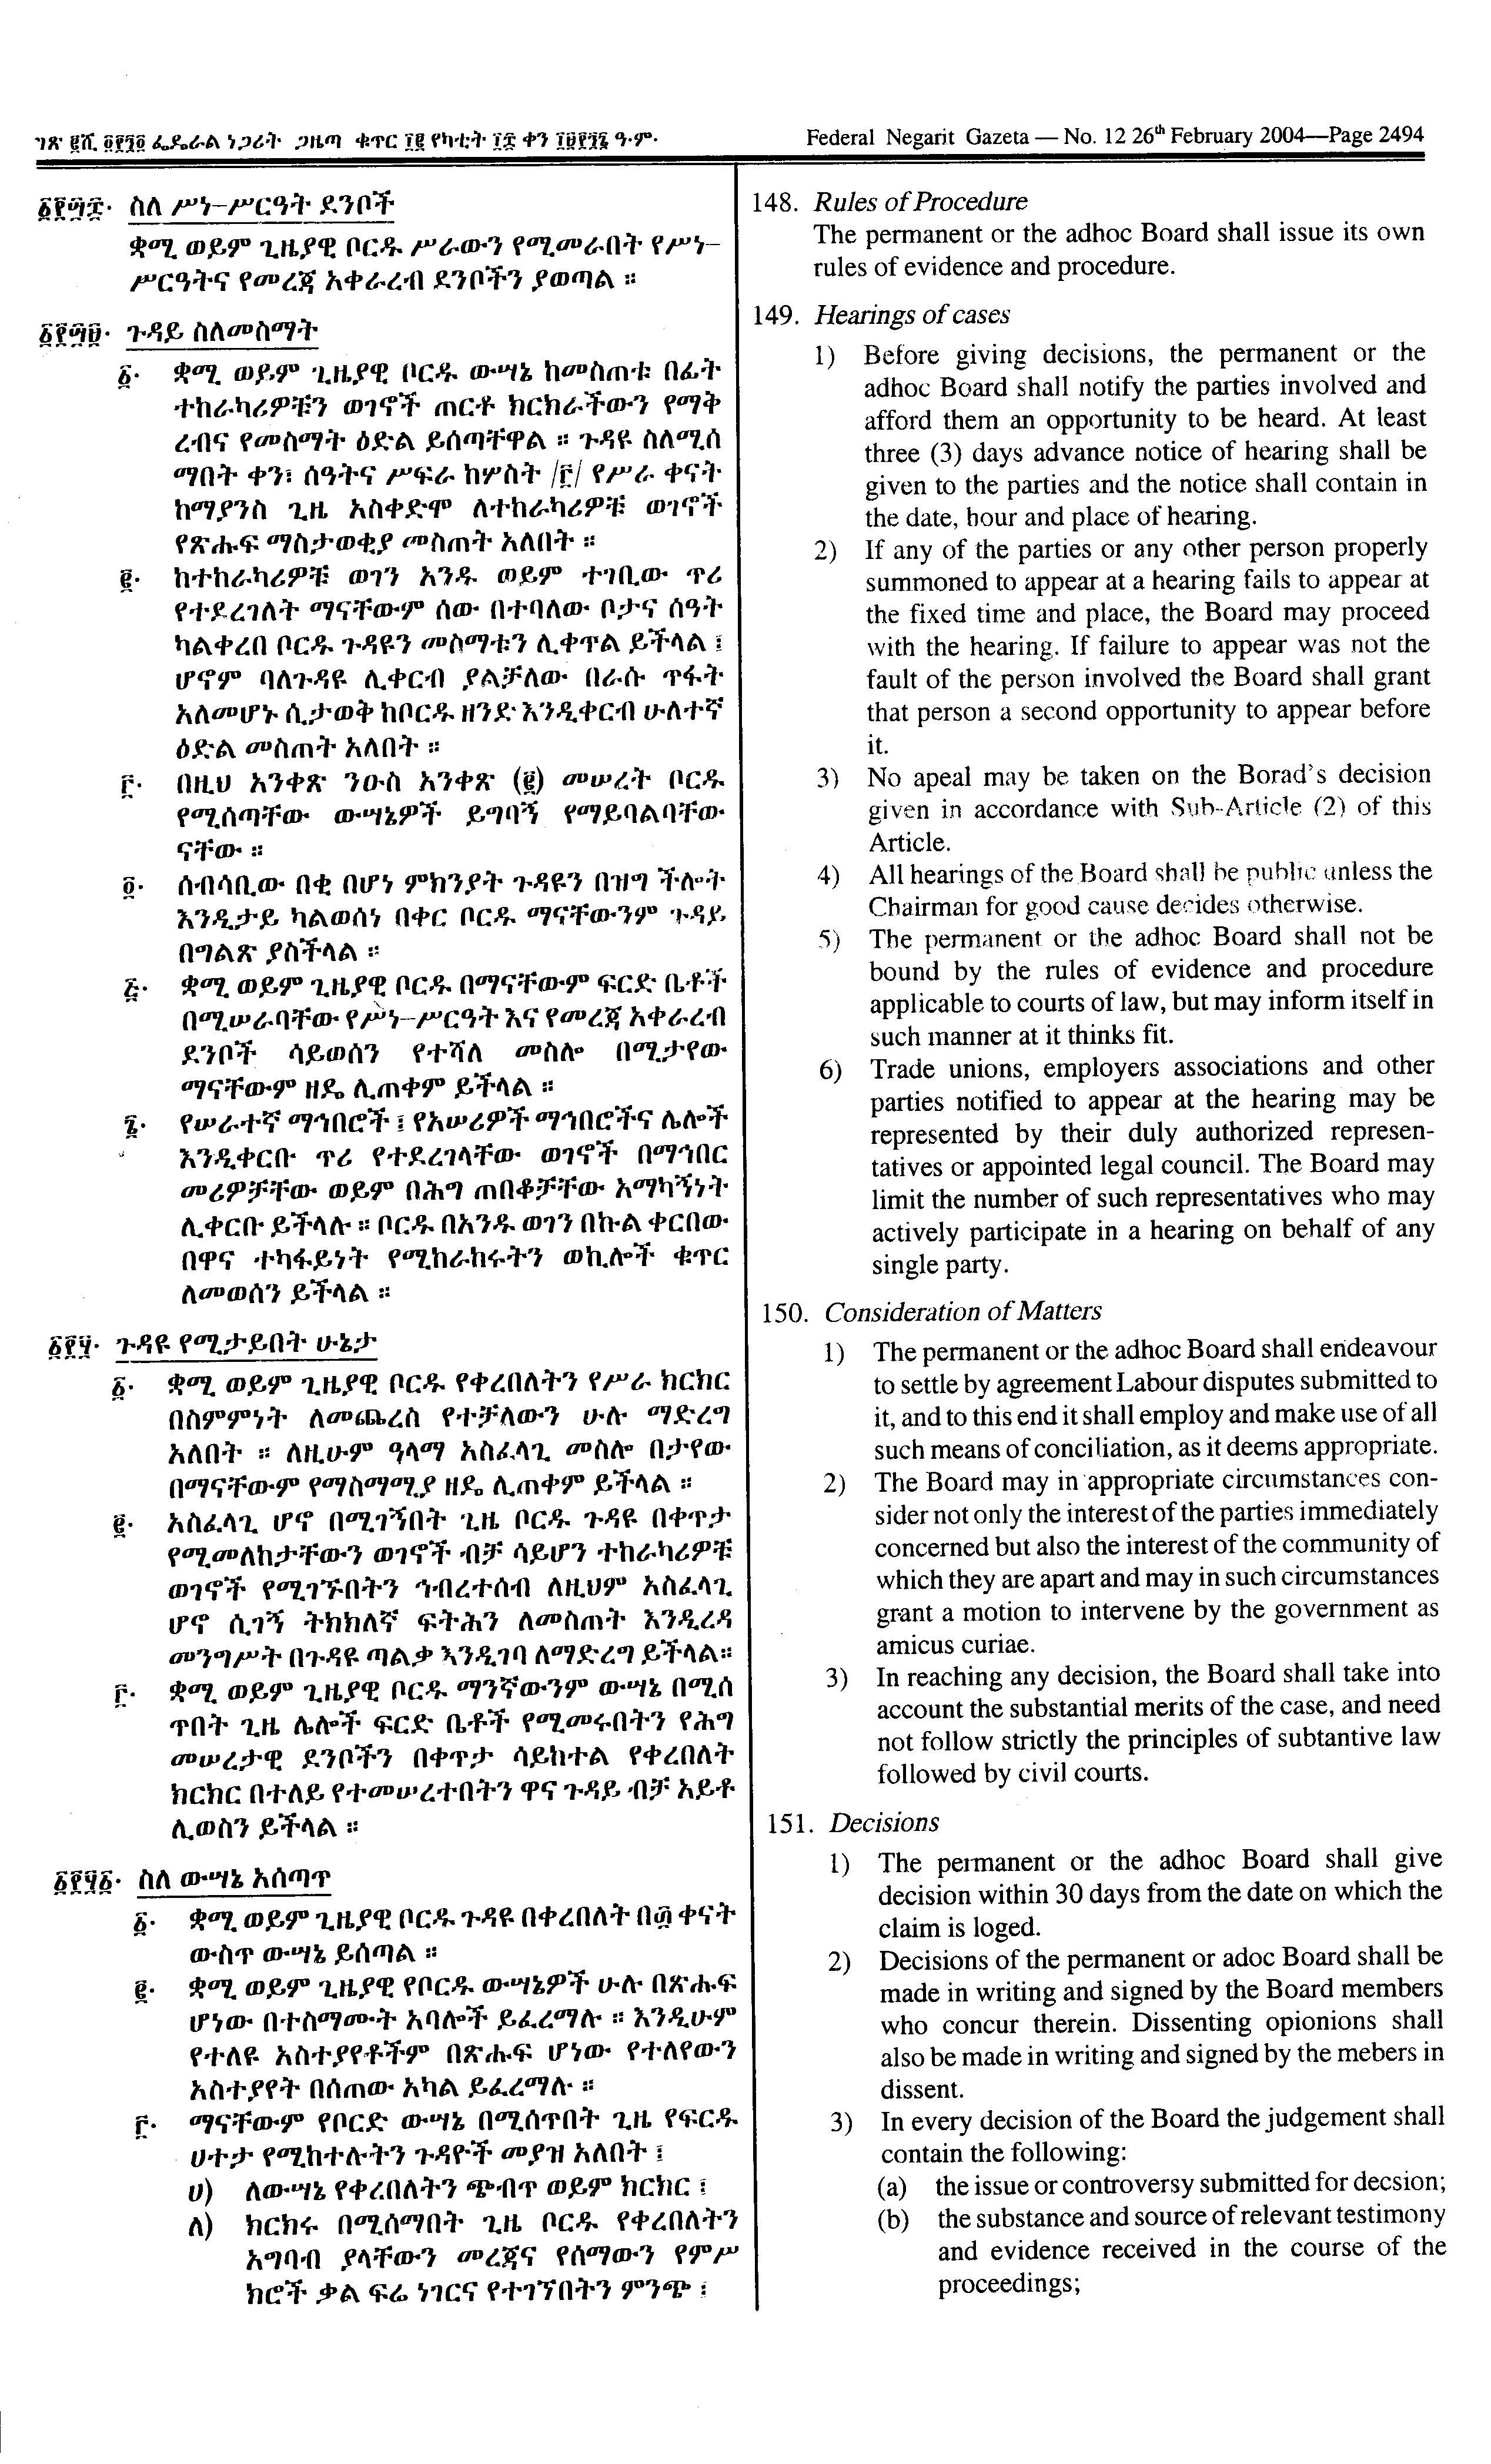 ገጽ ፪ሺ ፬፻፺፬ ፌዴራል ነጋሪት ጋዜጣ ቁጥር ፲፪ የካቲት ፲፰ ቀን ፲፱፻፺፮ ዓ.ም.
Federal Negarit Gazeta — No. 12 26th February 2004—Page 2494
፩፻፵፰. ስለ ሥነ-ሥርዓት ደንቦች
ቋሚ ወይም ጊዜያዊ ቦርዱ ሥራውን የሚመራበት የሥነ-
ሥርዓትና የመረጃ አቀራረብ ደንቦችን ያወጣል ።
፩፻፵፱. ጉዳይ ስለመስማት
፩. ቋሚ ወይም ጊዜያዊ ቦርዱ ውሣኔ ከመስጠቱ በፊት
ተከራካሪዎቹን ወገኖች ጠርቶ ክርክራቸውን የማቅ
ረብና የመስማት ዕድል ይሰጣቸዋል ። ጉዳዩ ስለሚሰ
ማበት ቀን፣ ሰዓትና ሥፍራ ከሦስት /፫/ የሥራ ቀናት
ከማያንስ ጊዜ አስቀድሞ ለተከራካሪዎቹ ወገኖች
የጽሑፍ ማስታወቂያ መስጠት አለበት ።
፪. ከተከራካሪዎቹ ወገን አንዱ ወይም ተገቢው ጥሪ
የተደረገለት ማናቸውም ሰው በተባለው ቦታና ሰዓት
ካልቀረበ ቦርዱ ጉዳዩን መስማቱን ሊቀጥል ይችላል ፤
ሆኖም ባለጉዳዩ ሊቀርብ ያልቻለው በራሱ ጥፋት
አለመሆኑ ሲታወቅ ከቦርዱ ዘንድ እንዲቀርብ ሁለተኛ
ዕድል መስጠት አለበት ።
፫. በዚህ አንቀጽ ንዑስ አንቀጽ (፪) መሠረት ቦርዱ
የሚሰጣቸው ውሣኔዎች ይግባኝ የማይባልባቸው
ናቸው ።
፬. ሰብሳቢው በቂ በሆነ ምክንያት ጉዳዩን በዝግ ችሎት
እንዲታይ ካልወሰነ በቀር ቦርዱ ማናቸውንም ጉዳይ
በግልጽ ያስችላል ።
፭. ቋሚ ወይም ጊዜያዊ ቦርዱ በማናቸውም ፍርድ ቤቶች
በሚሠራባቸው የሥነ-ሥርዓት እና የመረጃ አቀራረብ
ደንቦች ሳይወሰን የተሻለ መስሎ በሚታየው
ማናቸውም ዘዴ ሊጠቀም ይችላል ።
፮. የሠራተኛ ማኅበሮች ፤ የአሠሪዎች ማኅበሮችና ሌሎች
እንዲቀርቡ ጥሪ የተደረገላቸው ወገኖች በማኅበር
መሪዎቻቸው ወይም በሕግ ጠበቆቻቸው አማካኝነት
ሊቀርቡ ይችላሉ ። ቦርዱ በአንዱ ወገን በኩል ቀርበው
በዋና ተካፋይነት የሚከራከሩትን ወኪሎች ቁጥር
ለመወሰን ይችላል ።
፩፻፶. ጉዳዩ የሚታይበት ሁኔታ
፩. ቋሚ ወይም ጊዜያዊ ቦርዱ የቀረበለትን የሥራ ክርክር
በስምምነት ለመጨረስ የተቻለውን ሁሉ ማድረግ
አለበት ። ለዚሁም ዓላማ አስፈላጊ መስሎ በታየው
በማናቸውም የማስማሚያ ዘዴ ሊጠቀም ይችላል ።
፪. አስፈላጊ ሆኖ በሚገኝበት ጊዜ ቦርዱ ጉዳዩ በቀጥታ
የሚመለከታቸውን ወገኖች ብቻ ሳይሆን ተከራካሪዎቹ
ወገኖች የሚገኙበትን ኅብረተሰብ ለዚህም አስፈላጊ
ሆኖ ሲገኝ ትክክለኛ ፍትሕን ለመስጠት እንዲረዳ
መንግሥት በጉዳዩ ጣልቃ እንዲገባ ለማድረግ ይችላል።
፫. ቋሚ ወይም ጊዜያዊ ቦርዱ ማንኛውንም ውሣኔ በሚሰ
ጥበት ጊዜ ሌሎች ፍርድ ቤቶች የሚመሩበትን የሕግ
መሠረታዊ ደንቦችን በቀጥታ ሳይከተል የቀረበለት
ክርክር በተለይ የተመሠረተበትን ዋና ጉዳይ ብቻ አይቶ
ሊወስን ይችላል ።
፩፻፶፩. ስለ ውሣኔ አሰጣጥ
፩. ቋሚ ወይም ጊዜያዊ ቦርዱ ጉዳዩ በቀረበለት በ፴ ቀናት
ውስጥ ውሣኔ ይሰጣል ።
፪. ቋሚ ወይም ጊዜያዊ የቦርዱ ውሣኔዎች ሁሉ በጽሑፍ
ሆነው በተስማሙት አባሎች ይፈረማሉ ። እንዲሁም
የተለዩ አስተያየቶችም በጽሑፍ ሆነው የተለየውን
አስተያየት በሰጠው አካል ይፈረማሉ ።
፫. ማናቸውም የቦርድ ውሣኔ በሚሰጥበት ጊዜ የፍርዱ
ሀተታ የሚከተሉትን ጉዳዮች መያዝ አለበት ፤
ሀ) ለውሣኔ የቀረበለትን ጭብጥ ወይም ክርክር ፤
ለ) ክርክሩ በሚሰማበት ጊዜ ቦርዱ የቀረበለትን
አግባብ ያላቸውን መረጃና የሰማውን የምሥ
ክሮች ቃል ፍሬ ነገርና የተገኘበትን ምንጭ ፤
148. Rules of Procedure
The permanent or the adhoc Board shall issue its own
rules of evidence and procedure.
149. Hearings of cases
1) Before giving decisions, the permanent or the
adhoc Board shall notify the parties involved and
afford them an opportunity to be heard. At least
three (3) days advance notice of hearing shall be
given to the parties and the notice shall contain in
the date, hour and place of hearing.
2) If any of the parties or any other person properly
summoned to appear at a hearing fails to appear at
the fixed time and place, the Board may proceed
with the hearing. If failure to appear was not the
fault of the person involved the Board shall grant
that person a second opportunity to appear before
it.
3) No apeal may be taken on the Borad's decision
given in accordance with Sub-Article (2) of this
Article.
4) All hearings of the Board shall be public unless the
Chairman for good cause decides otherwise.
5) The permanent or the adhoc Board shall not be
bound by the rules of evidence and procedure
applicable to courts of law, but may inform itself in
such manner at it thinks fit.
6) Trade unions, employers associations and other
parties notified to appear at the hearing may be
represented by their duly authorized represen-
tatives or appointed legal council. The Board may
limit the number of such representatives who may
actively participate in a hearing on behalf of any
single party.
150. Consideration of Matters
1) The permanent or the adhoc Board shall endeavour
to settle by agreement Labour disputes submitted to
it, and to this end it shall employ and make use of all
such means of conciliation, as it deems appropriate.
2) The Board may in appropriate circumstances con-
sider not only the interest of the parties immediately
concerned but also the interest of the community of
which they are apart and may in such circumstances
grant a motion to intervene by the government as
amicus curiae.
3) In reaching any decision, the Board shall take into
account the substantial merits of the case, and need
not follow strictly the principles of subtantive law
followed by civil courts.
151. Decisions
1) The permanent or the adhoc Board shall give
decision within 30 days from the date on which the
claim is loged.
2) Decisions of the permanent or adoc Board shall be
made in writing and signed by the Board members
who concur therein. Dissenting opionions shall
also be made in writing and signed by the mebers in
dissent.
3) In every decision of the Board the judgement shall
contain the following:
(a) the issue or controversy submitted for decsion;
(b) the substance and source of relevant testimony
and evidence received in the course of the
proceedings;